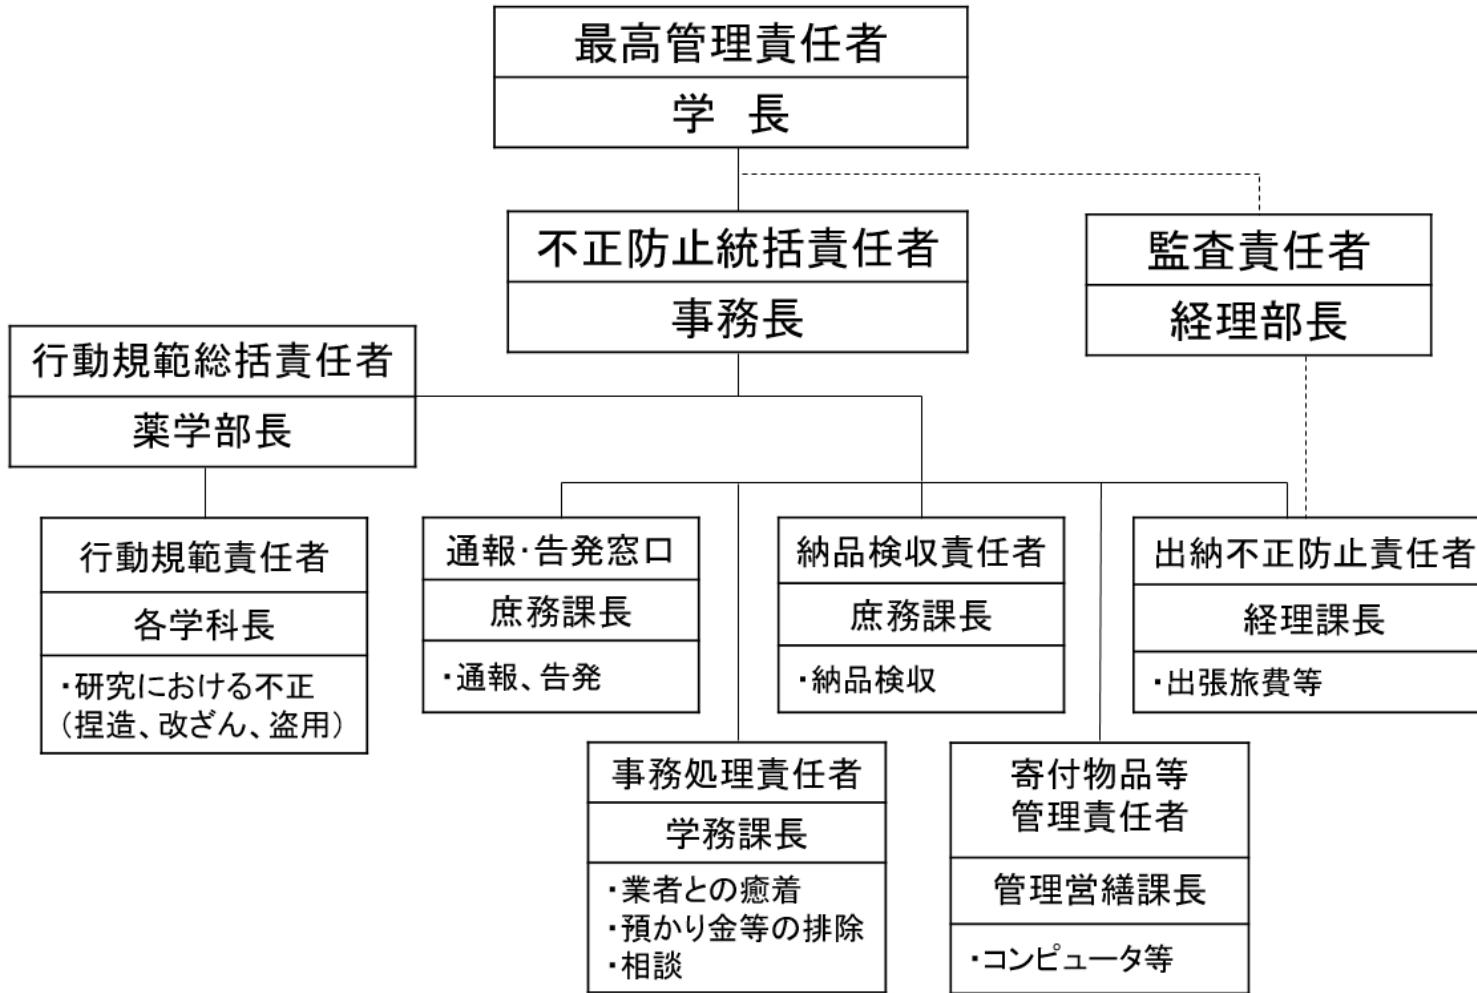 最高管理責任者
学 長
不正防止統括責任者
事務長
監査責任者
経理部長
行動規範総括責任者
薬学部長
行動規範責任者
各学科長
・研究における不正
(捏造、改ざん、盗用)
通報・告発窓口
庶務課長
・通報、告発
納品検収責任者
庶務課長
・納品検収
出納不正防止責任者
経理課長
・出張旅費等
事務処理責任者
学務課長
・業者との癒着
・預かり金等の排除
・相談
寄付物品等
管理責任者
管理営繕課長
・コンピュータ等